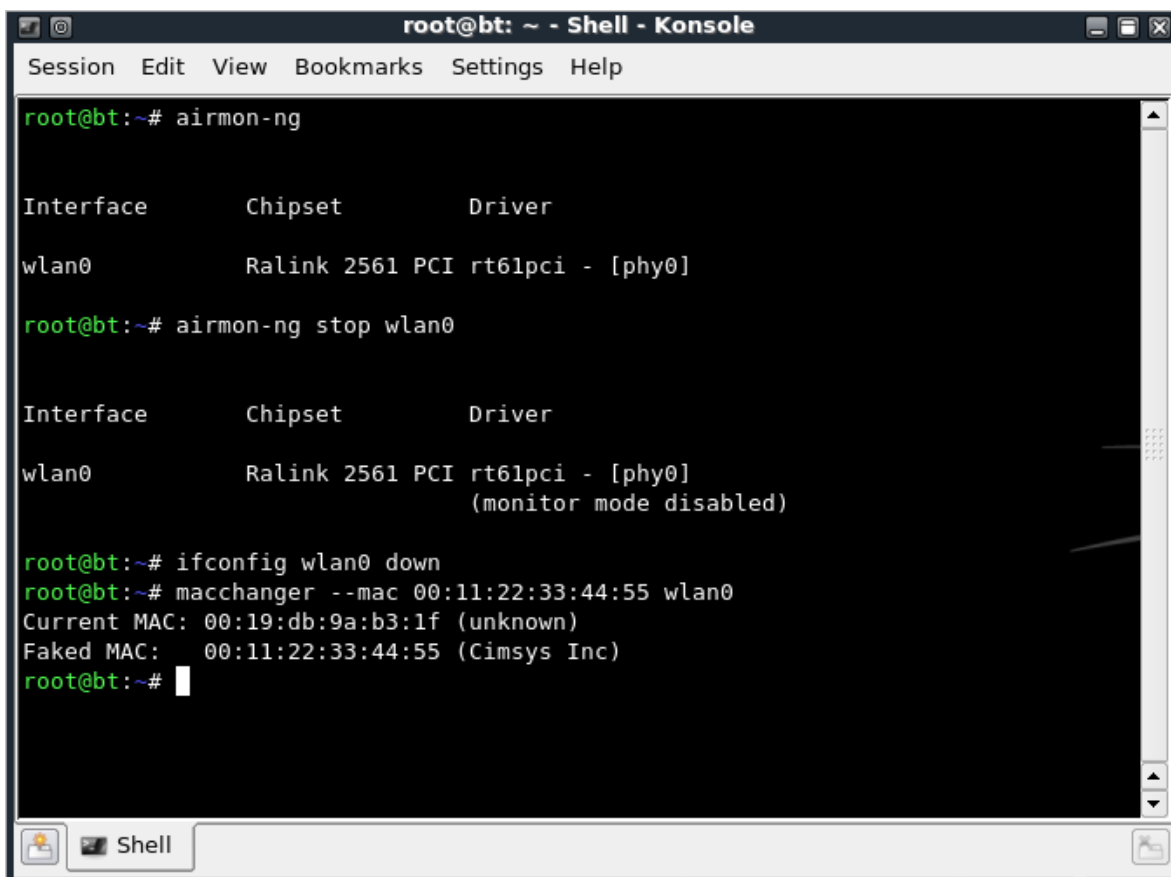 root@bt: ~ - Shell - Konsole
Session Edit View Bookmarks Settings Help
root@bt:~# airmon-ng
Interface Chipset Driver
wlan0 Ralink 2561 PCI rt61pci - [phy0]
root@bt:~# airmon-ng stop wlan0
Interface Chipset Driver
wlan0 Ralink 2561 PCI rt61pci - [phy0]
(monitor mode disabled)
root@bt:~# ifconfig wlan0 down
root@bt:~# macchanger --mac 00:11:22:33:44:55 wlan0
Current MAC: 00:19:db:9a:b3:1f (unknown)
Faked MAC: 00:11:22:33:44:55 (Cimsys Inc)
root@bt:~#
Shell